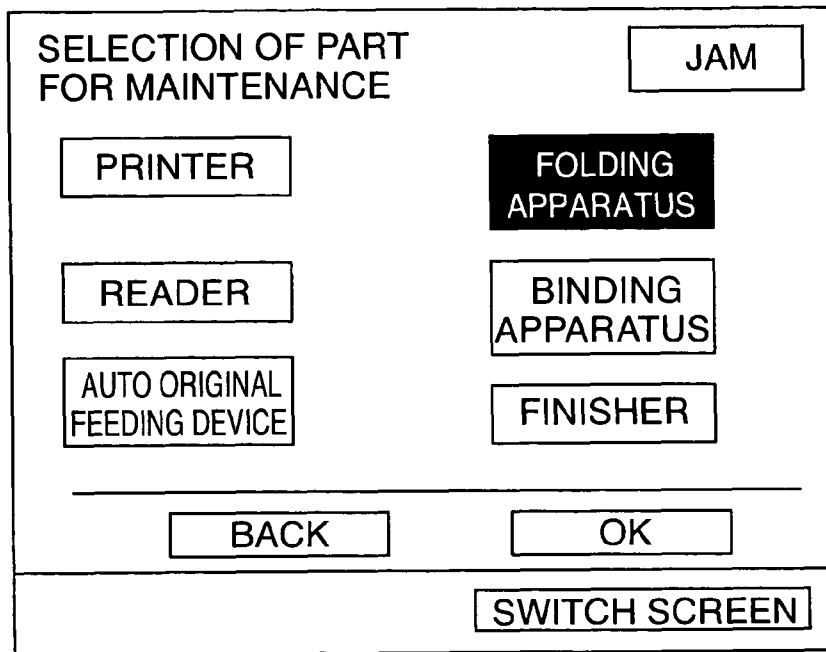 SELECTION OF PART
FOR MAINTENANCE
JAM
PRINTER
FOLDING
APPARATUS
READER
BINDING
APPARATUS
AUTO ORIGINAL
FEEDING DEVICE
FINISHER
BACK
OK
SWITCH SCREEN